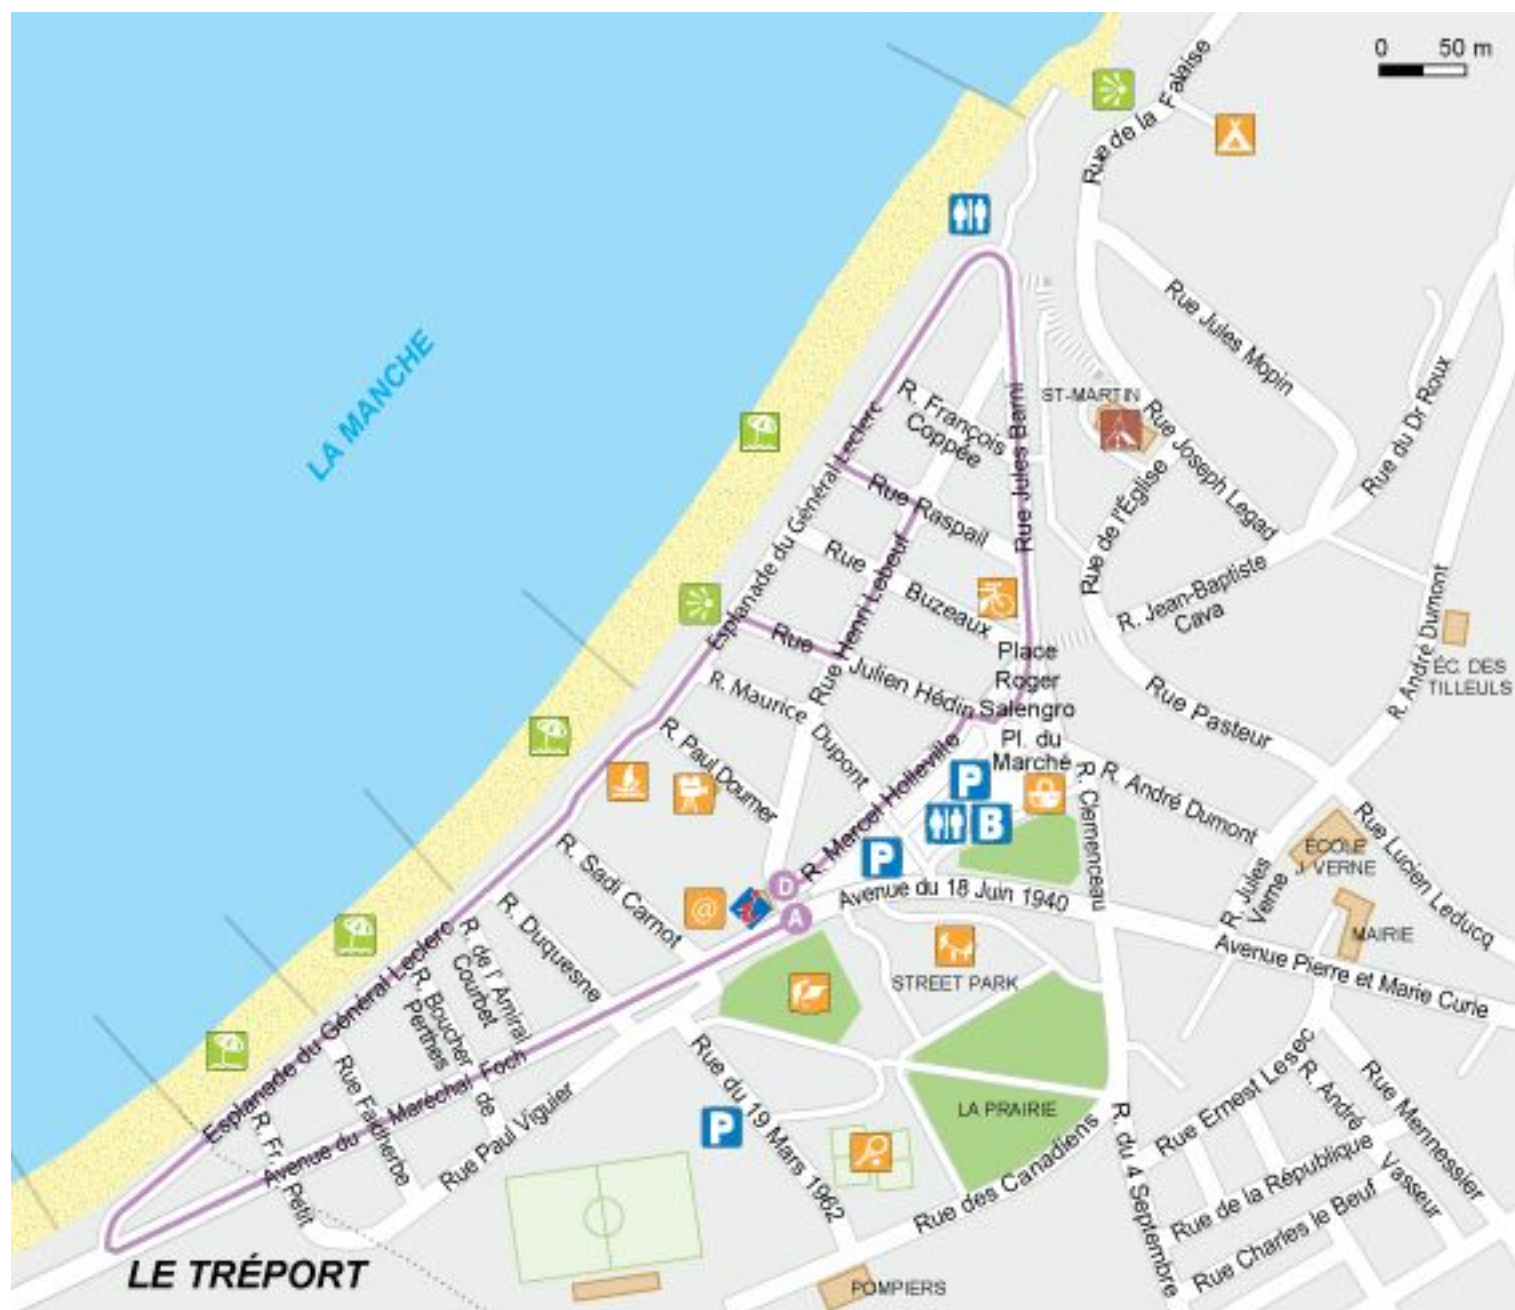 0 50 m
Rue de la Falaise
LA MANCHE
Rue Jules Mopin
ST-MARTIN
R. François
Coppée
Rue Jules Barni
Rue Joseph Legad
Rue du Dr Roux
Esplanade du Général Leclerc
Rue Raspail
Rue de l'Église
Rue Henri Lebeuf
Rue Buzeaux
R. Jean-Baptiste
Cava
R. André Dumont
Rue Julien Hédin
Place
Roger
Salengro
ÉC. DES
TILLEULS
R. Maurice Dupont
Rue Pasteur
R. Paul Doumer
Pl. du
Marché
R. Marcel Holleville
P
R. Clemenceau
R. André Dumont
B
P
ECOLE
J. VERNE
Rue Lucien Leducq
R. Sadi Carnot
D
A
@
i
Avenue du 18 Juin 1940
R. Jules
Verne
MAIRIE
Avenue Pierre et Marie Curie
R. Duquesne
R. de l'Amiral
Courbet
R. Boucher de
Perthes
Esplanade du Général Leclerc
STREET PARK
Avenue du Maréchal Foch
Rue Faidherbe
R. Fr. Petit
Rue Paul Viguier
Rue du 19 Mars 1962
P
LA PRAIRIE
Rue des Canadiens
R. du 4 Septembre
Rue Ernest Lesec
R. André Vasseur
Rue Mennessier
Rue de la République
Rue Charles le Beuf
LE TRÉPORT
POMPIERS